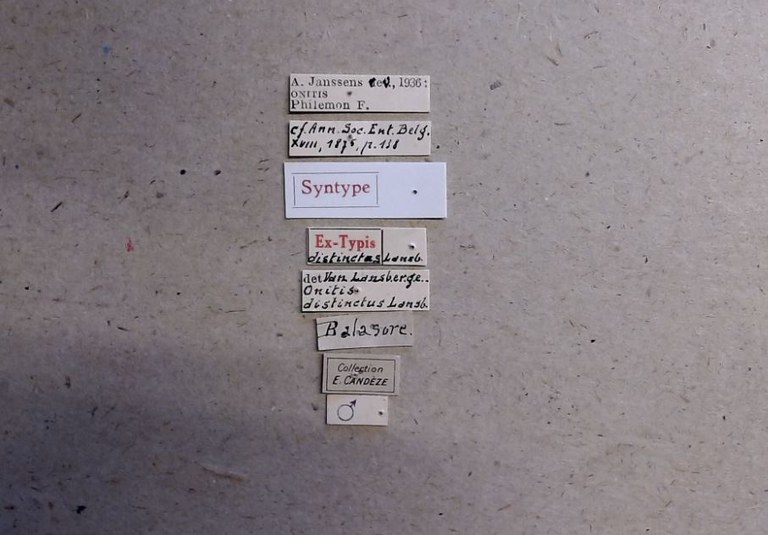 A. Janssens det., 1936:
ONITIS
Philemon F.
cf. Ann. Soc. Ent. Belg.
XVIII, 1875, p. 138
Syntype
Ex-Typis
distinctus Lansb.
det Van Lansberge..
Onitis
distinctus Lansb.
Balasore.
Collection
E. CANDÈZE
♂